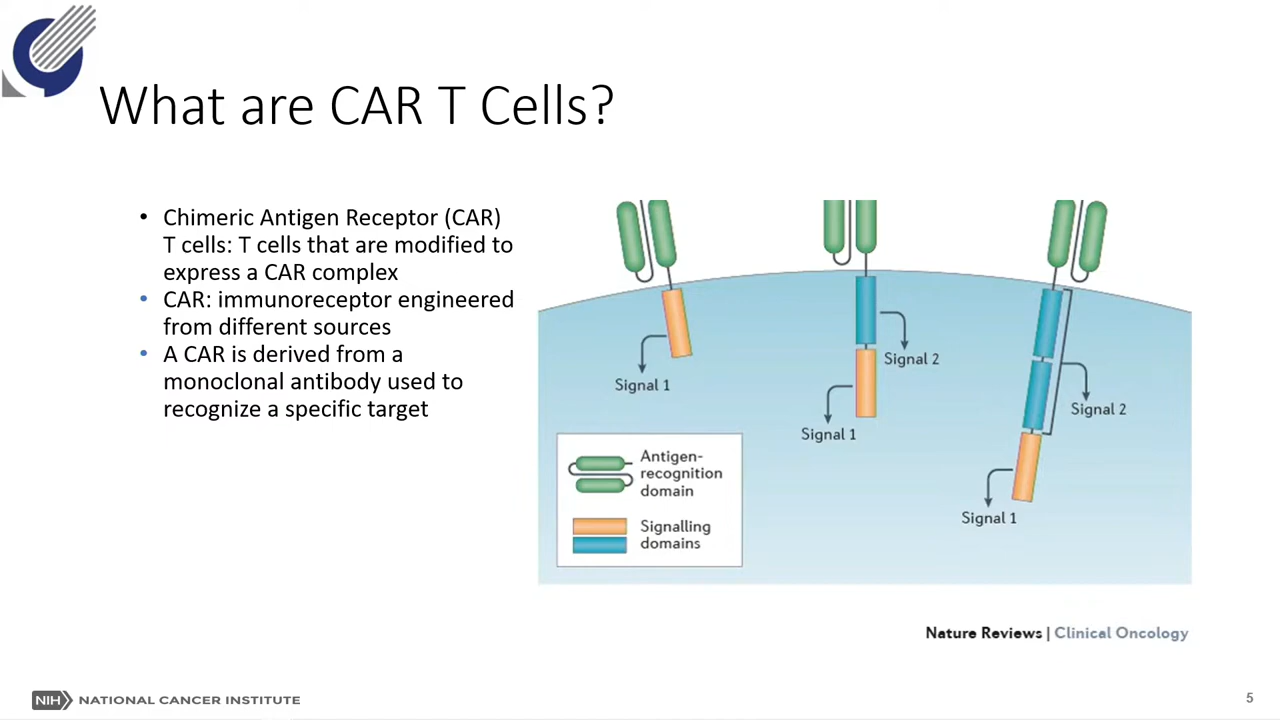 What are CAR T Cells?
• Chimeric Antigen Receptor (CAR)
T cells: T cells that are modified to
express a CAR complex
• CAR: immunoreceptor engineered
from different sources
• A CAR is derived from a
monoclonal antibody used to
recognize a specific target
Signal 1
Signal 2
Signal 1
Signal 2
Signal 1
Antigen-
recognition
domain
Signalling
domains
Nature Reviews | Clinical Oncology
NIH NATIONAL CANCER INSTITUTE
5